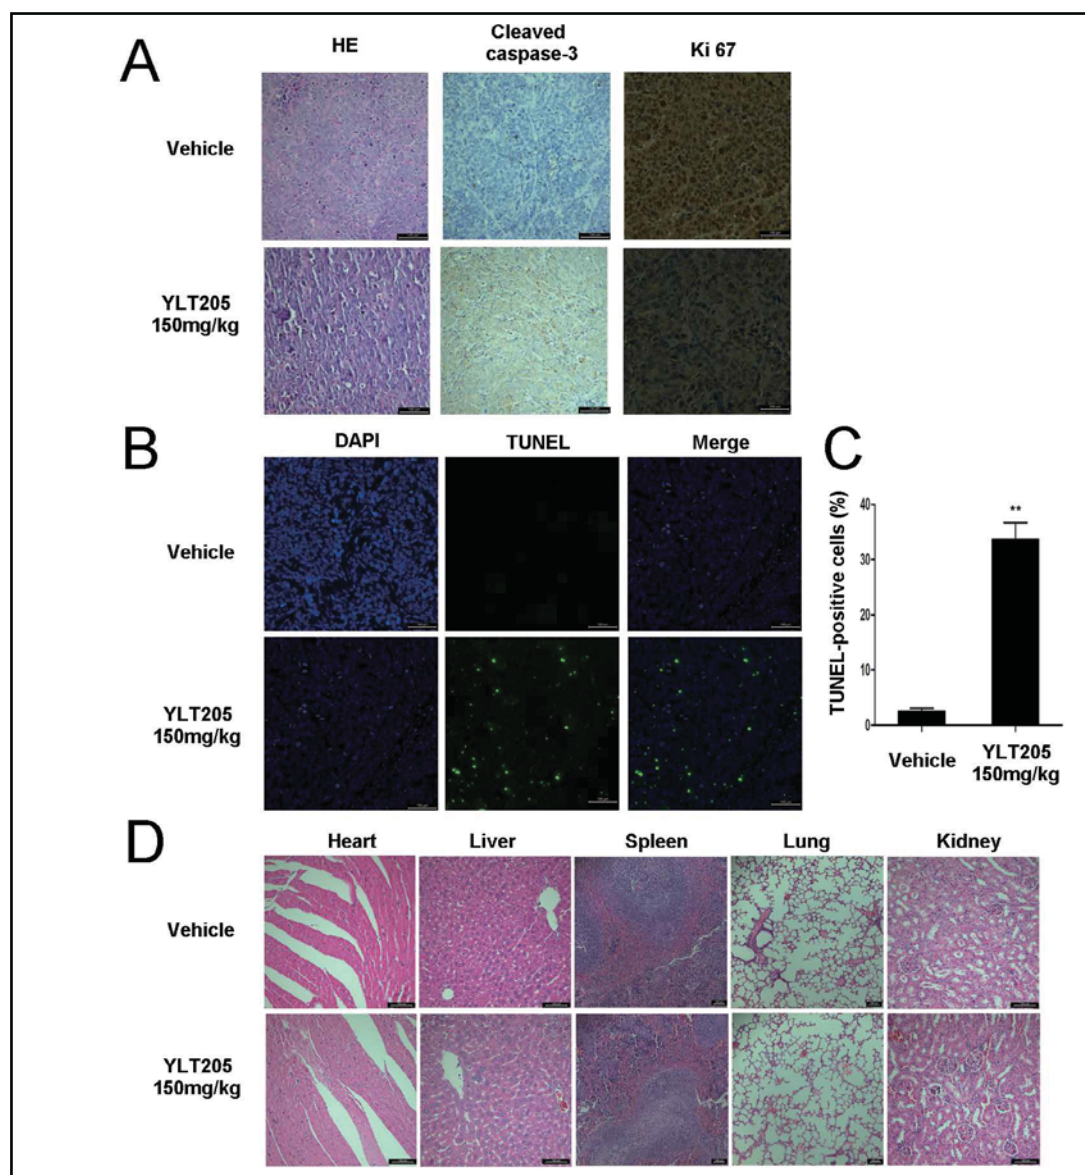 A
HE
Cleaved
caspase-3
Ki 67
Vehicle
YLT205
150mg/kg
B
DAPI
TUNEL
Merge
Vehicle
YLT205
150mg/kg
C
TUNEL-positive cells (%)
40
30
20
10
0
**
Vehicle
YLT205
150mg/kg
D
Heart
Liver
Spleen
Lung
Kidney
Vehicle
YLT205
150mg/kg